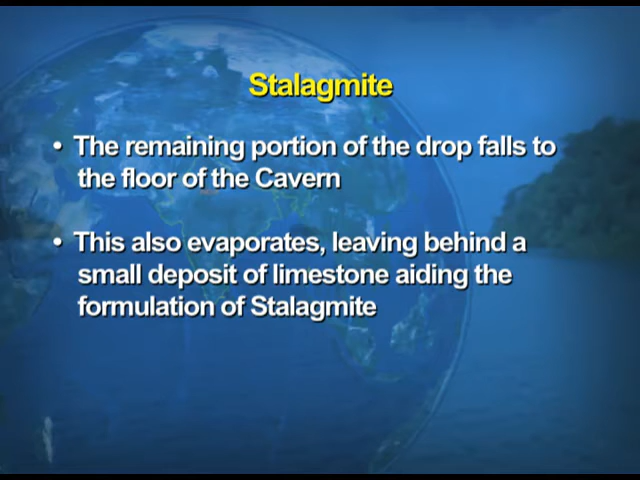 Stalagmite
• The remaining portion of the drop falls to
the floor of the Cavern
• This also evaporates, leaving behind a
small deposit of limestone aiding the
formulation of Stalagmite